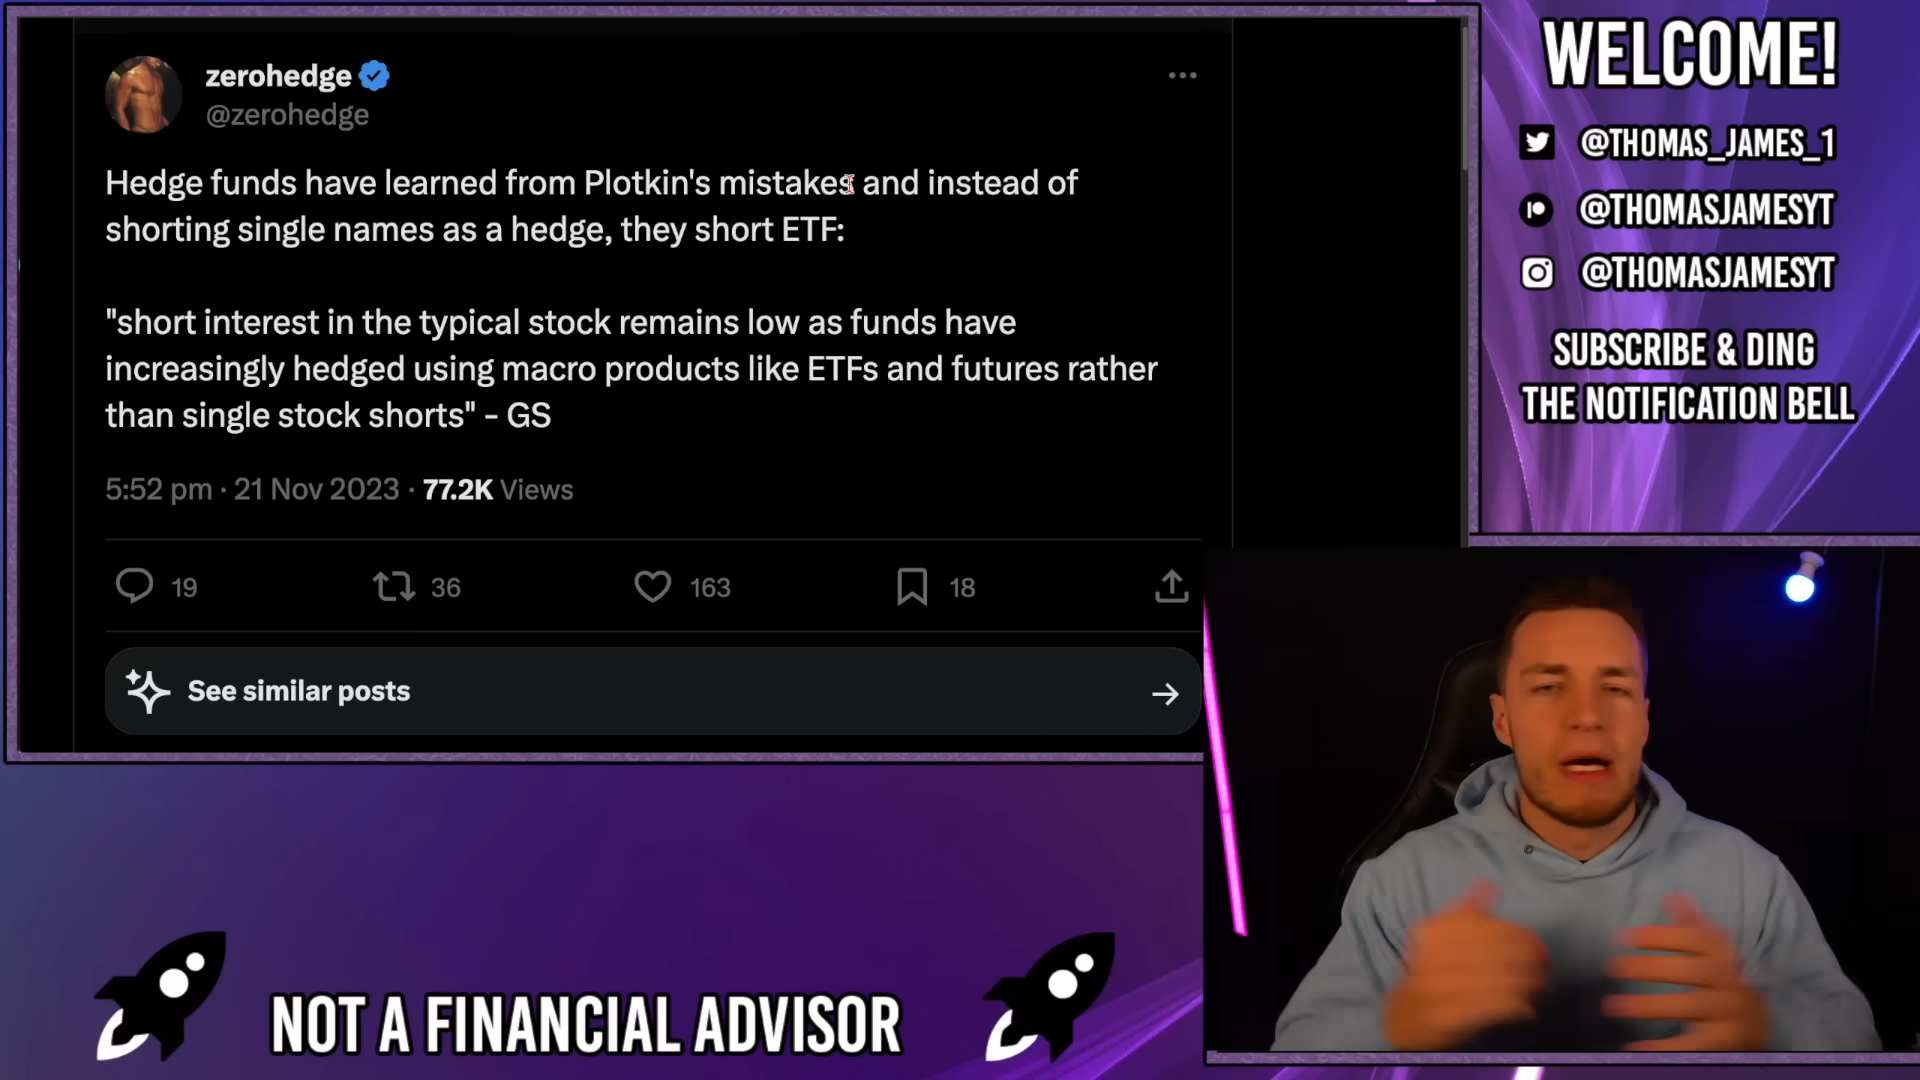 zerohedge
@zerohedge
Hedge funds have learned from Plotkin's mistakes and instead of
shorting single names as a hedge, they short ETF:
"short interest in the typical stock remains low as funds have
increasingly hedged using macro products like ETFs and futures rather
than single stock shorts" - GS
5:52 pm · 21 Nov 2023 · 77.2K Views
19 36 163 18
See similar posts
WELCOME!
@THOMAS_JAMES_1
@THOMASJAMESYT
@THOMASJAMESYT
SUBSCRIBE & DING
THE NOTIFICATION BELL
NOT A FINANCIAL ADVISOR